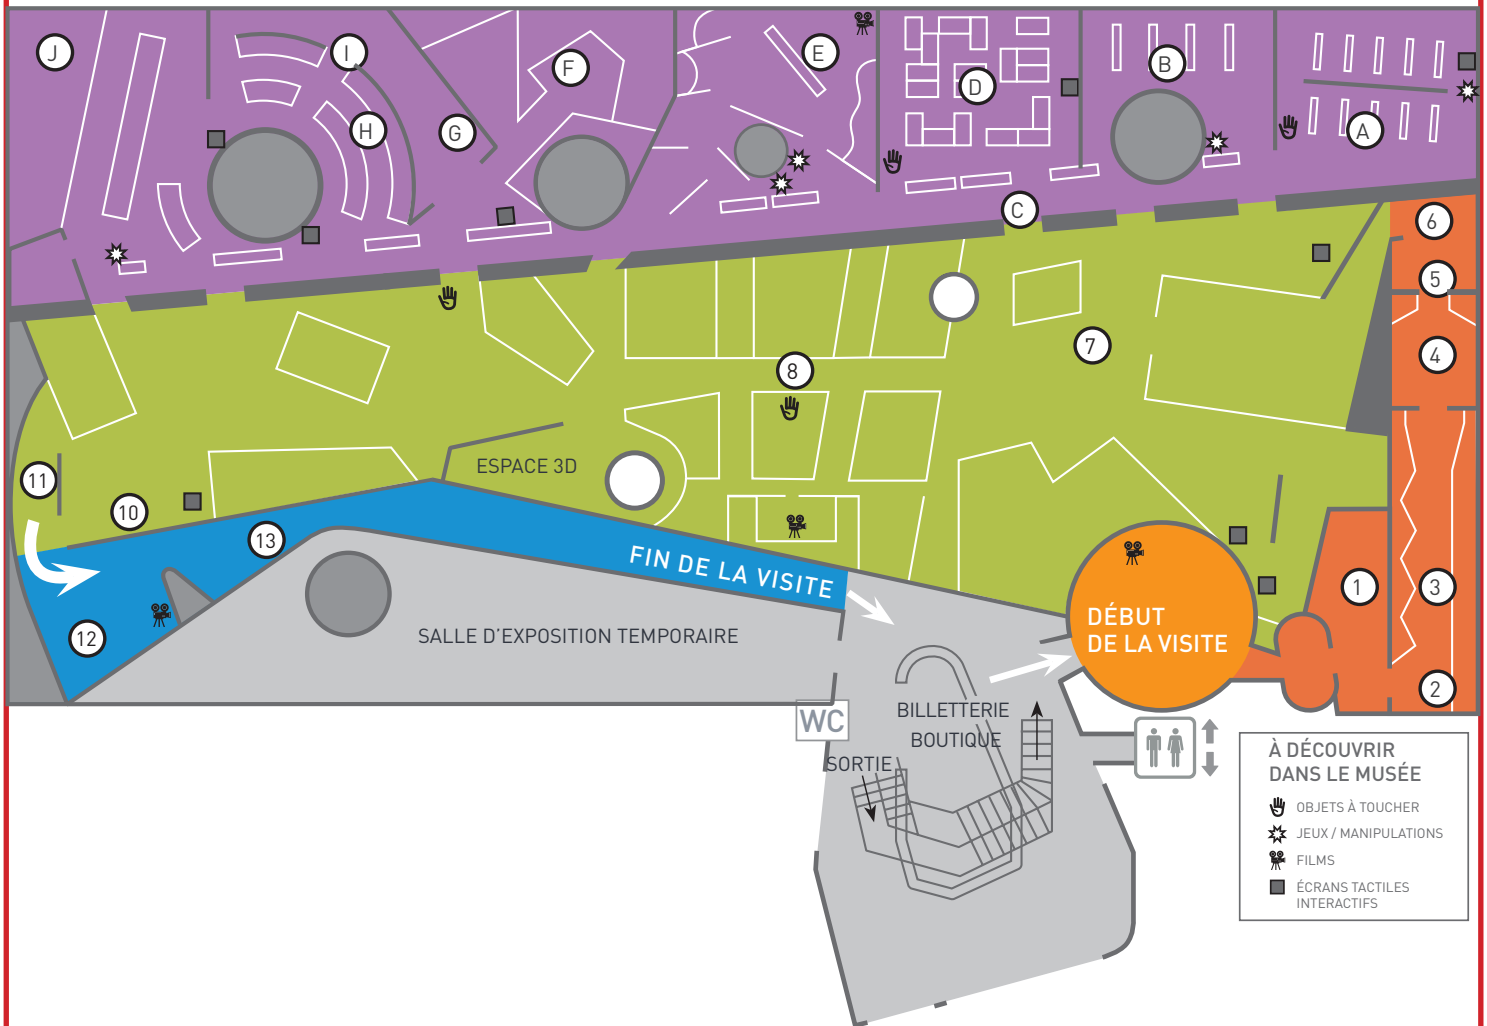 J
I
F
E
D
B
A
H
G
C
6
5
4
7
8
ESPACE 3D
11
10
13
FIN DE LA VISITE
12
SALLE D'EXPOSITION TEMPORAIRE
DÉBUT
DE LA VISITE
1
3
2
WC
BILLETTERIE
BOUTIQUE
SORTIE
À DÉCOUVRIR
DANS LE MUSÉE
OBJETS À TOUCHER
JEUX / MANIPULATIONS
FILMS
ÉCRANS TACTILES
INTERACTIFS